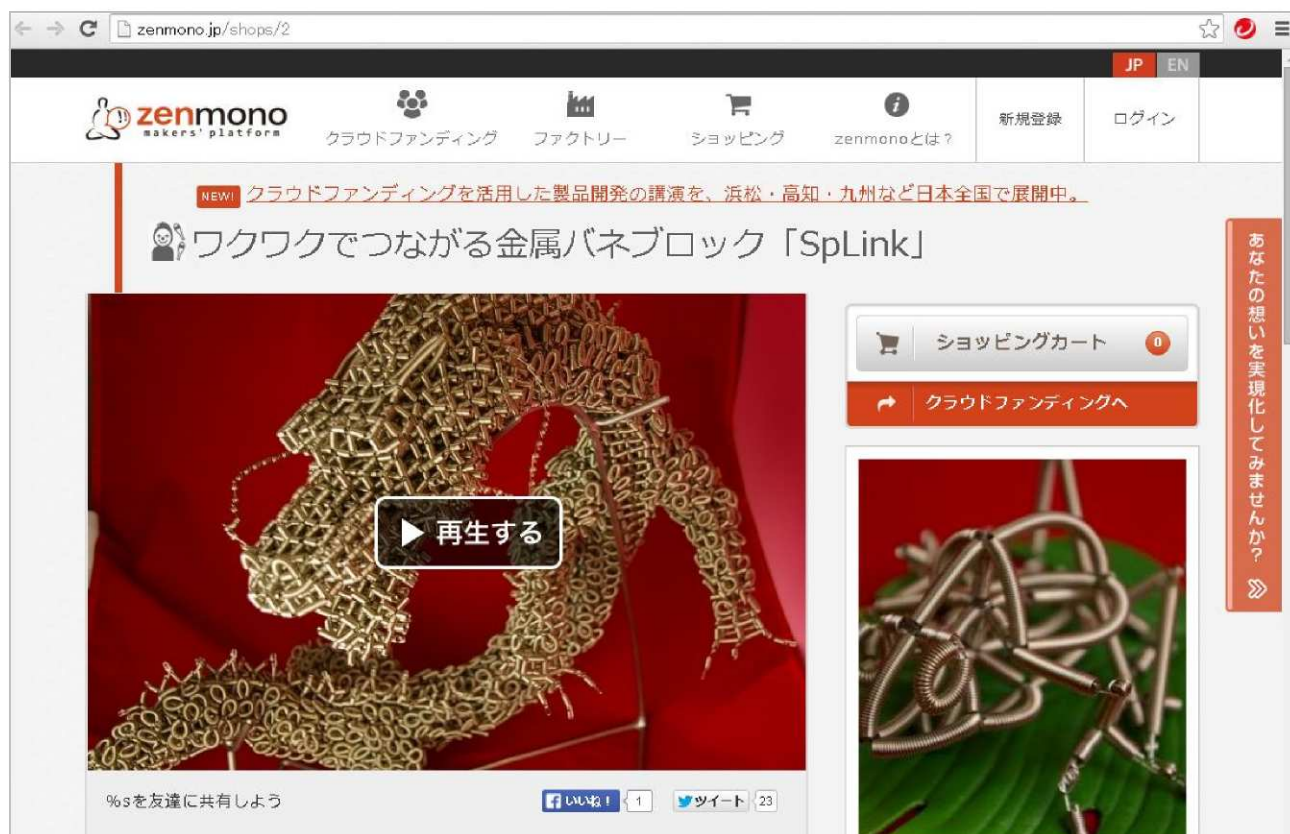 zenmono.jp/shops/2
JP EN
zenmono
makers' platform
クラウドファンディング
ファクトリー
ショッピング
zenmonoとは?
新規登録
ログイン
NEW! クラウドファンディングを活用した製品開発の講演を、浜松・高知・九州など日本全国で展開中。
ワクワクでつながる金属バネブロック「SpLink」
ショッピングカート 0
クラウドファンディングへ
あなたの想いを実現化してみませんか?
再生する
%sを友達に共有しよう
いいね! 1
ツイート 23